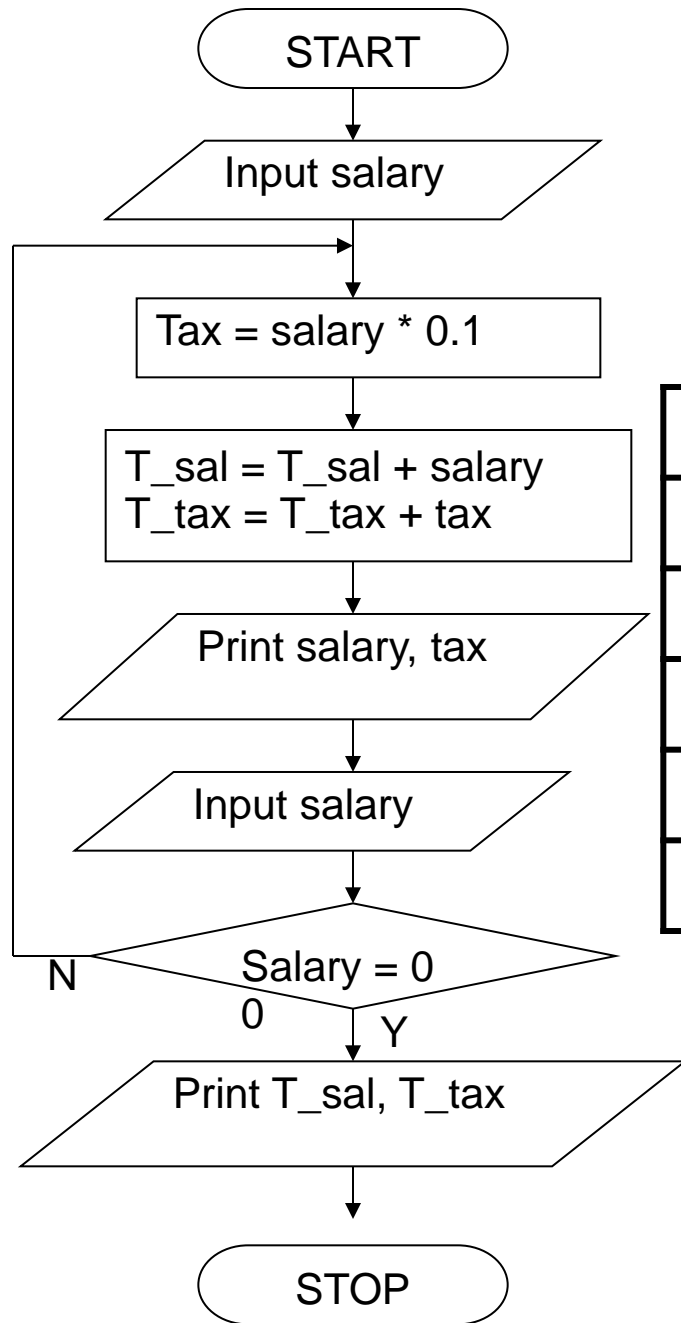 START
Input salary
Tax = salary * 0.1
T_sal = T_sal + salary
T_tax = T_tax + tax
Print salary, tax
Input salary
Salary = 0
0
N
Y
Print T_sal, T_tax
STOP